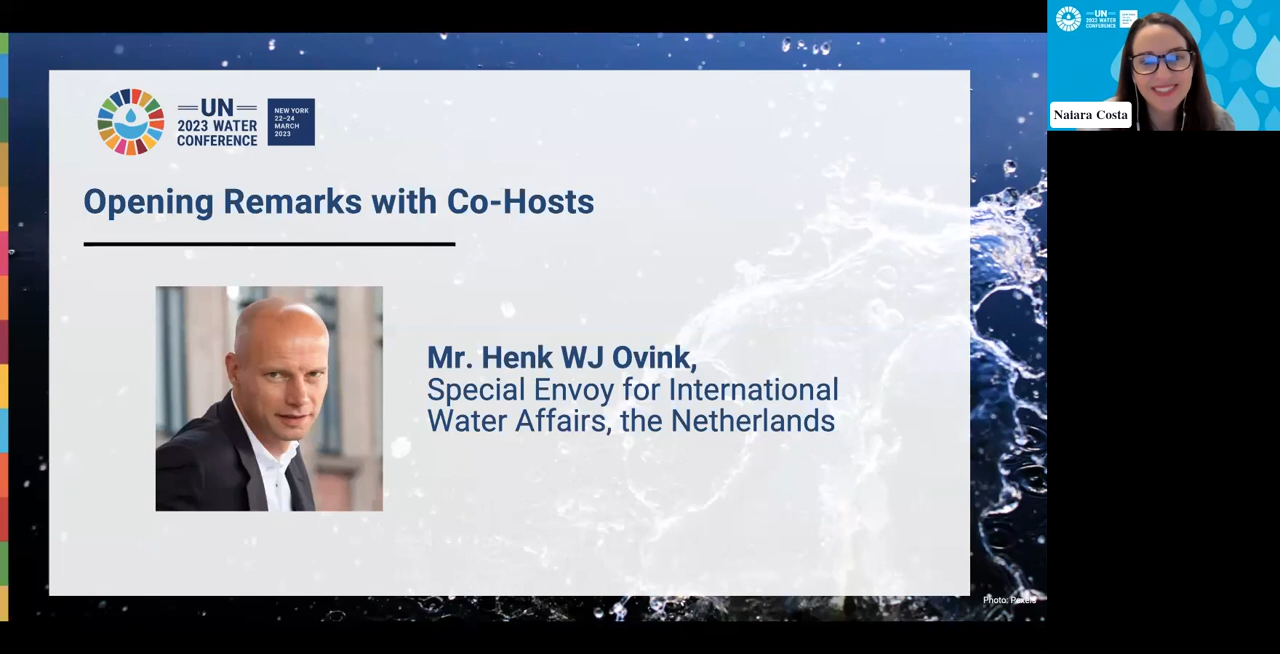 UN
2023 WATER
CONFERENCE
NEW YORK
22–24
MARCH
2023
Opening Remarks with Co-Hosts
Mr. Henk WJ Ovink,
Special Envoy for International
Water Affairs, the Netherlands
Photo: Pexels
UN
2023 WATER
CONFERENCE
Naiara Costa